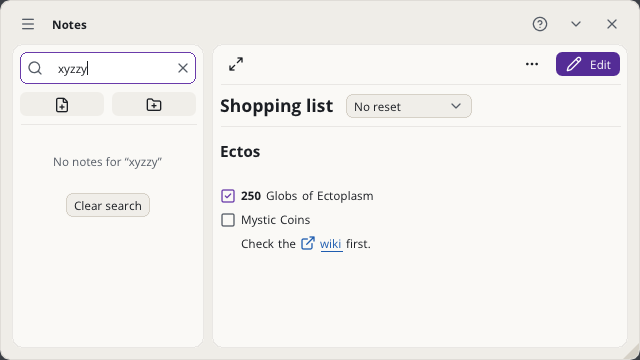 Notes
xyzzy
No notes for “xyzzy”
Clear search
Edit
Shopping list
No reset
Ectos
250 Globs of Ectoplasm
Mystic Coins
Check the wiki first.